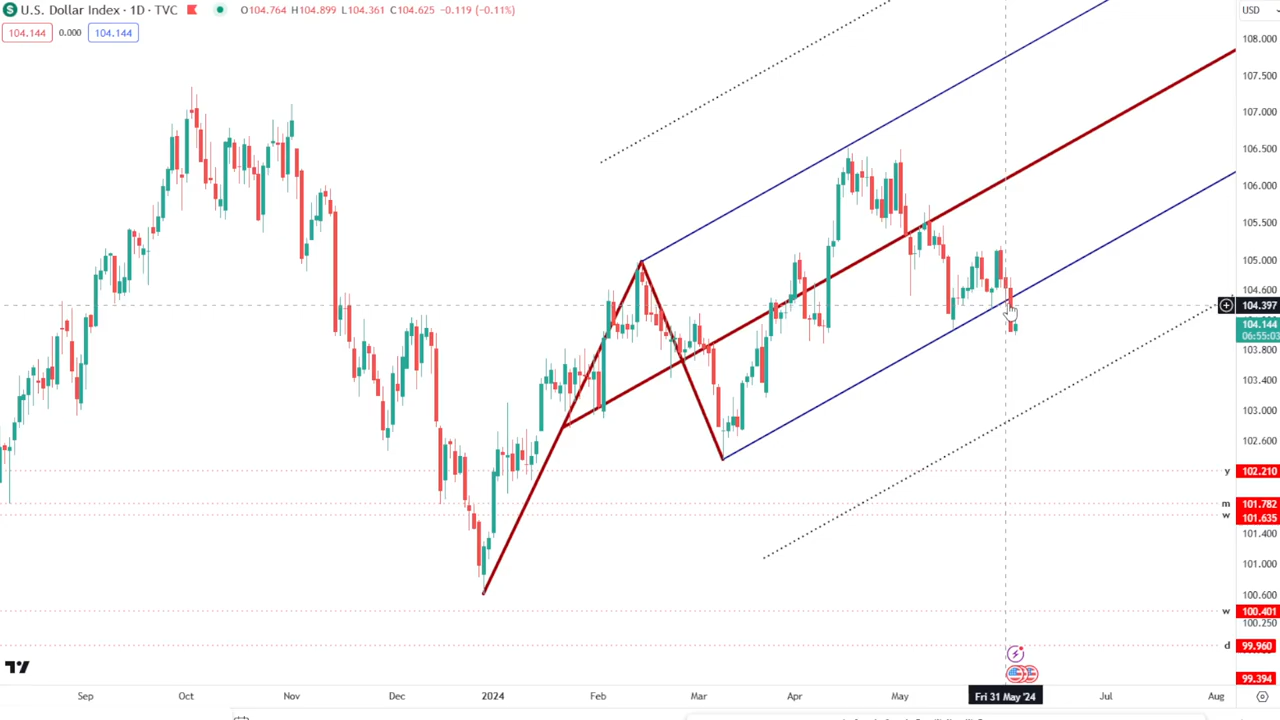 U.S. Dollar Index · 1D · TVC O104.764 H104.899 L104.361 C104.625 -0.119 (-0.11%)
104.144 0.000 104.144
USD
108.000
107.500
107.000
106.500
106.000
105.500
105.000
104.600
104.397
104.144
06:55:03
103.800
103.400
103.000
102.600
y 102.210
m 101.782
w 101.635
101.400
101.000
100.600
w 100.401
100.250
d 99.960
99.394
Sep Oct Nov Dec 2024 Feb Mar Apr May Fri 31 May '24 Jul Aug